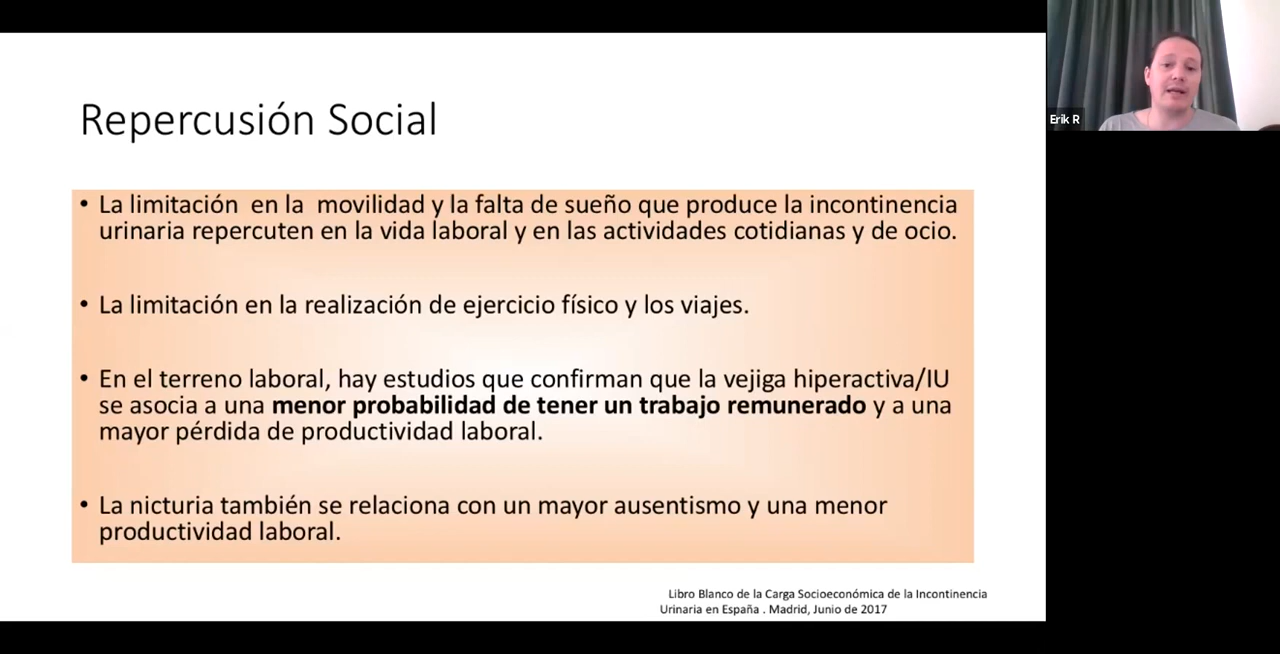 Repercusión Social
• La limitación en la movilidad y la falta de sueño que produce la incontinencia
urinaria repercuten en la vida laboral y en las actividades cotidianas y de ocio.
• La limitación en la realización de ejercicio físico y los viajes.
• En el terreno laboral, hay estudios que confirman que la vejiga hiperactiva/IU
se asocia a una menor probabilidad de tener un trabajo remunerado y a una
mayor pérdida de productividad laboral.
• La nicturia también se relaciona con un mayor ausentismo y una menor
productividad laboral.
Libro Blanco de la Carga Socioeconómica de la Incontinencia
Urinaria en España . Madrid, Junio de 2017
Erik R